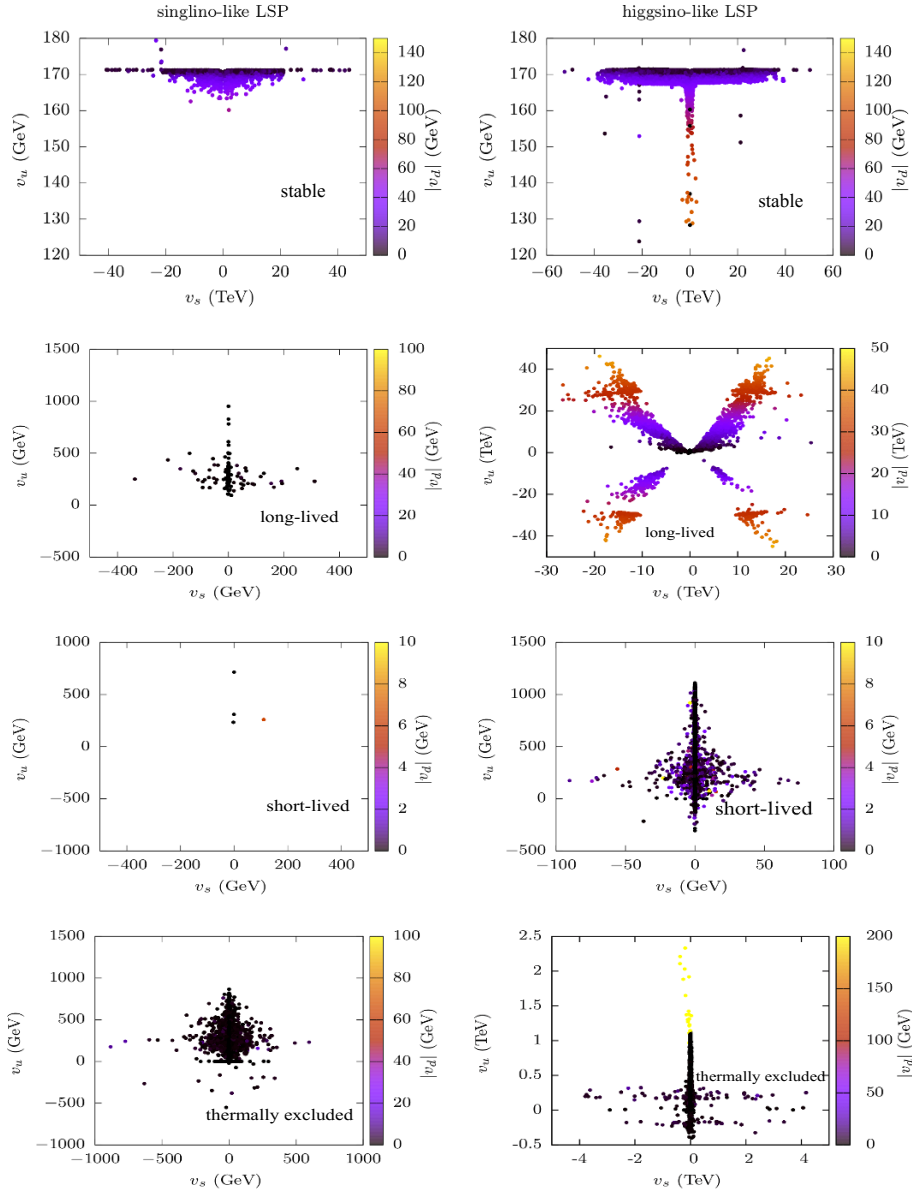 singlino-like LSP
higgsino-like LSP
180
170
160
150
140
130
120
v_u (GeV)
−40 −20 0 20 40
v_s (TeV)
stable
140
120
100
80
60
40
20
0
|v_d| (GeV)
180
170
160
150
140
130
120
v_u (GeV)
−60 −40 −20 0 20 40 60
v_s (TeV)
stable
140
120
100
80
60
40
20
0
|v_d| (GeV)
1500
1000
500
0
−500
v_u (GeV)
−400 −200 0 200 400
v_s (GeV)
long-lived
100
80
60
40
20
0
|v_d| (GeV)
40
20
0
-20
-40
v_u (TeV)
-30 -20 -10 0 10 20 30
v_s (TeV)
long-lived
50
40
30
20
10
0
|v_d| (TeV)
1000
500
0
−500
−1000
v_u (GeV)
−400 −200 0 200 400
v_s (GeV)
short-lived
10
8
6
4
2
0
|v_d| (GeV)
1500
1000
500
0
−500
v_u (GeV)
−100 −50 0 50 100
v_s (GeV)
short-lived
10
8
6
4
2
0
|v_d| (GeV)
1500
1000
500
0
−500
−1000
v_u (GeV)
−1000 −500 0 500 1000
v_s (GeV)
thermally excluded
100
80
60
40
20
0
|v_d| (GeV)
2.5
2
1.5
1
0.5
0
-0.5
v_u (TeV)
-4 -2 0 2 4
v_s (TeV)
thermally excluded
200
150
100
50
0
|v_d| (GeV)